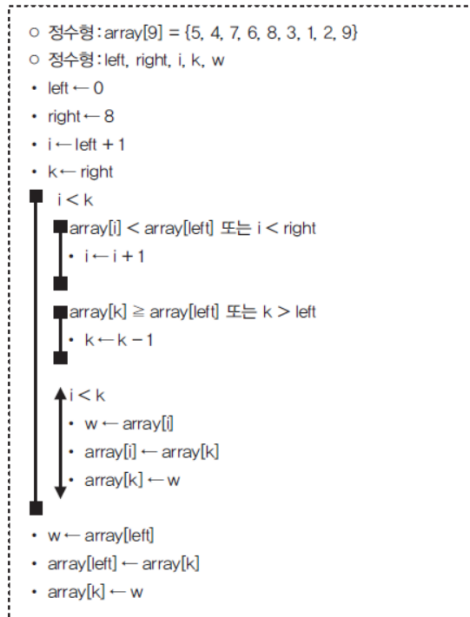 ○ 정수형:array[9] = {5, 4, 7, 6, 8, 3, 1, 2, 9}
○ 정수형:left, right, i, k, w
• left ← 0
• right ← 8
• i ← left + 1
• k ← right
i < k
array[i] < array[left] 또는 i < right
• i ← i + 1
array[k] ≧ array[left] 또는 k > left
• k ← k − 1
i < k
• w ← array[i]
• array[i] ← array[k]
• array[k] ← w
• w ← array[left]
• array[left] ← array[k]
• array[k] ← w